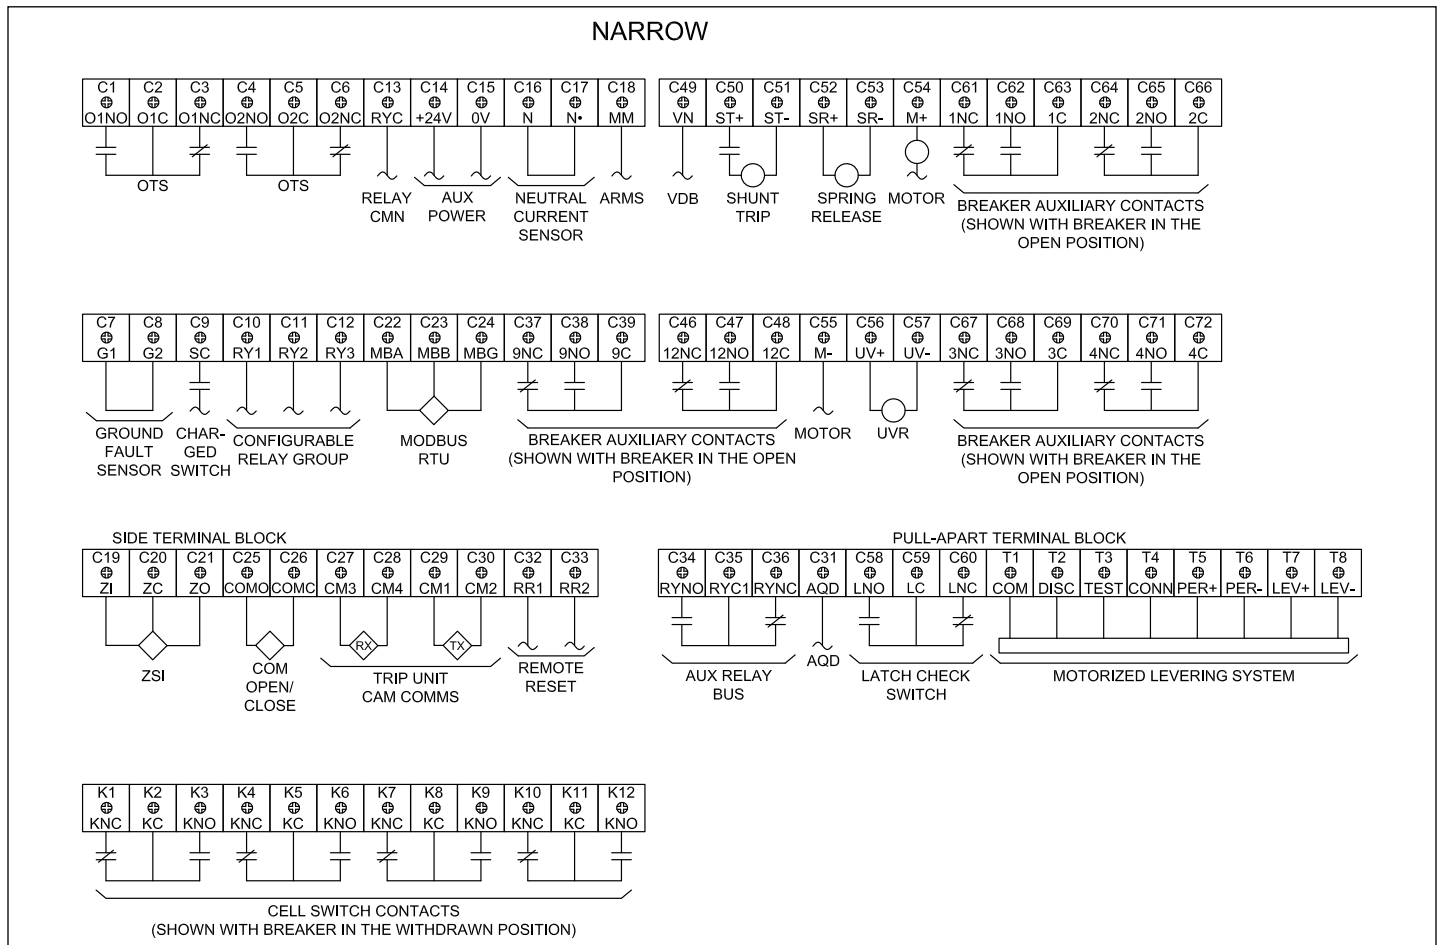 NARROW
C1 C2 C3 C4 C5 C6 C13 C14 C15 C16 C17 C18 C49 C50 C51 C52 C53 C54 C61 C62 C63 C64 C65 C66
O1NO O1C O1NC O2NO O2C O2NC RYC +24V 0V N N• MM VN ST+ ST- SR+ SR- M+ 1NC 1NO 1C 2NC 2NO 2C
OTS OTS
RELAY CMN
AUX POWER
NEUTRAL CURRENT SENSOR
ARMS
VDB
SHUNT TRIP
SPRING RELEASE
MOTOR
BREAKER AUXILIARY CONTACTS
(SHOWN WITH BREAKER IN THE
OPEN POSITION)
C7 C8 C9 C10 C11 C12 C22 C23 C24 C37 C38 C39 C46 C47 C48 C55 C56 C57 C67 C68 C69 C70 C71 C72
G1 G2 SC RY1 RY2 RY3 MBA MBB MBG 9NC 9NO 9C 12NC 12NO 12C M- UV+ UV- 3NC 3NO 3C 4NC 4NO 4C
GROUND
FAULT
SENSOR
CHAR-
GED
SWITCH
CONFIGURABLE
RELAY GROUP
MODBUS
RTU
BREAKER AUXILIARY CONTACTS
(SHOWN WITH BREAKER IN THE OPEN
POSITION)
MOTOR
UVR
BREAKER AUXILIARY CONTACTS
(SHOWN WITH BREAKER IN THE
OPEN POSITION)
SIDE TERMINAL BLOCK
PULL-APART TERMINAL BLOCK
C19 C20 C21 C25 C26 C27 C28 C29 C30 C32 C33 C34 C35 C36 C31 C58 C59 C60 T1 T2 T3 T4 T5 T6 T7 T8
ZI ZC ZO COMO COMC CM3 CM4 CM1 CM2 RR1 RR2 RYNO RYC1 RYNC AQD LNO LC LNC COM DISC TEST CONN PER+ PER- LEV+ LEV-
RX TX
ZSI
COM
OPEN/
CLOSE
TRIP UNIT
CAM COMMS
REMOTE
RESET
AUX RELAY
BUS
AQD
LATCH CHECK
SWITCH
MOTORIZED LEVERING SYSTEM
K1 K2 K3 K4 K5 K6 K7 K8 K9 K10 K11 K12
KNC KC KNO KNC KC KNO KNC KC KNO KNC KC KNO
CELL SWITCH CONTACTS
(SHOWN WITH BREAKER IN THE WITHDRAWN POSITION)